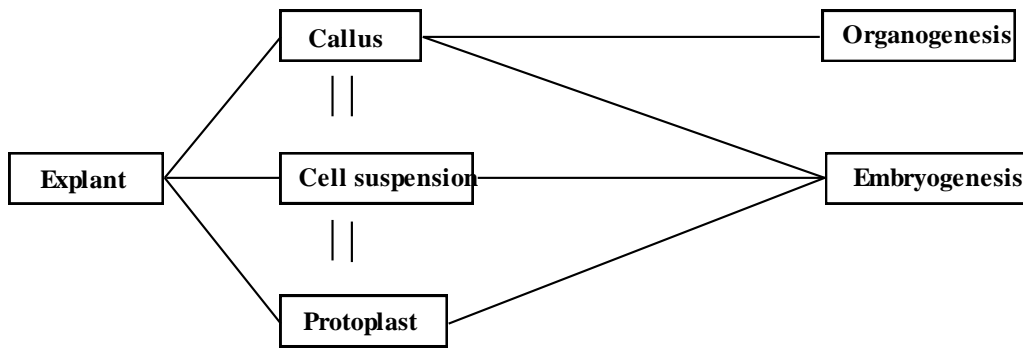 Callus
Organogenesis
Explant
Cell suspension
Embryogenesis
Protoplast